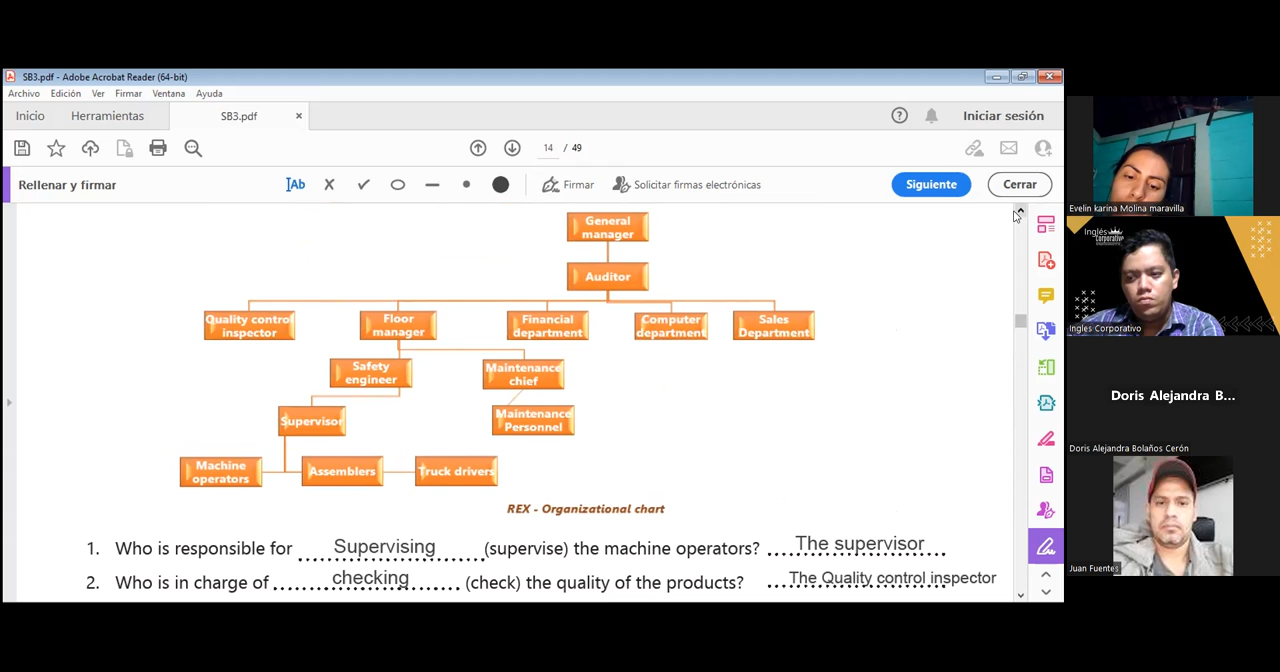 SB3.pdf - Adobe Acrobat Reader (64-bit)
Archivo Edición Ver Firmar Ventana Ayuda
Inicio Herramientas SB3.pdf × Iniciar sesión
14 / 49
Rellenar y firmar
Ab
Firmar
Solicitar firmas electrónicas
Siguiente
Cerrar
General
manager
Auditor
Quality control
inspector
Floor
manager
Financial
department
Computer
department
Sales
Department
Safety
engineer
Maintenance
chief
Supervisor
Maintenance
Personnel
Machine
operators
Assemblers
Truck drivers
REX - Organizational chart
1. Who is responsible for Supervising (supervise) the machine operators? The supervisor
2. Who is in charge of checking (check) the quality of the products? The Quality control inspector
Evelin karina Molina maravilla
Inglés
corporativo
Ingles Corporativo
Doris Alejandra B...
Doris Alejandra Bolaños Cerón
Juan Fuentes